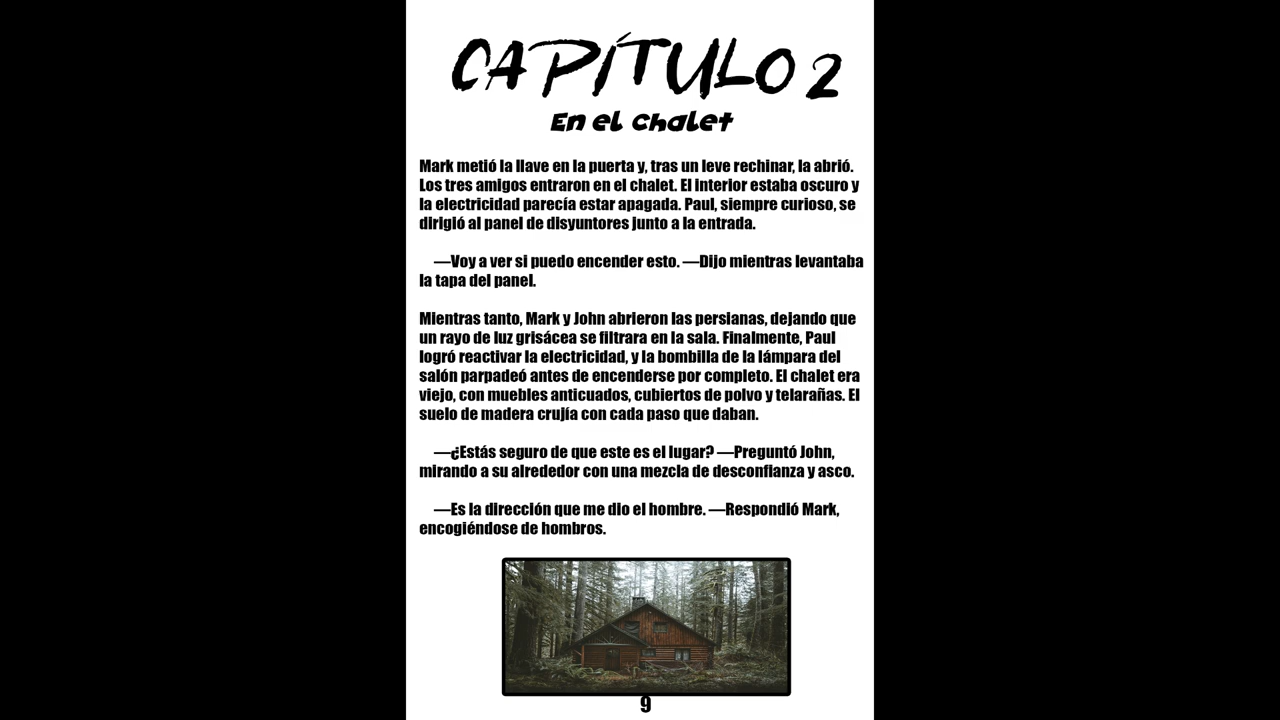 CAPÍTULO 2
En el chalet
Mark metió la llave en la puerta y, tras un leve rechinar, la abrió.
Los tres amigos entraron en el chalet. El interior estaba oscuro y
la electricidad parecía estar apagada. Paul, siempre curioso, se
dirigió al panel de disyuntores junto a la entrada.
—Voy a ver si puedo encender esto. —Dijo mientras levantaba
la tapa del panel.
Mientras tanto, Mark y John abrieron las persianas, dejando que
un rayo de luz grisácea se filtrara en la sala. Finalmente, Paul
logró reactivar la electricidad, y la bombilla de la lámpara del
salón parpadeó antes de encenderse por completo. El chalet era
viejo, con muebles anticuados, cubiertos de polvo y telarañas. El
suelo de madera crujía con cada paso que daban.
—¿Estás seguro de que este es el lugar? —Preguntó John,
mirando a su alrededor con una mezcla de desconfianza y asco.
—Es la dirección que me dio el hombre. —Respondió Mark,
encogiéndose de hombros.
9